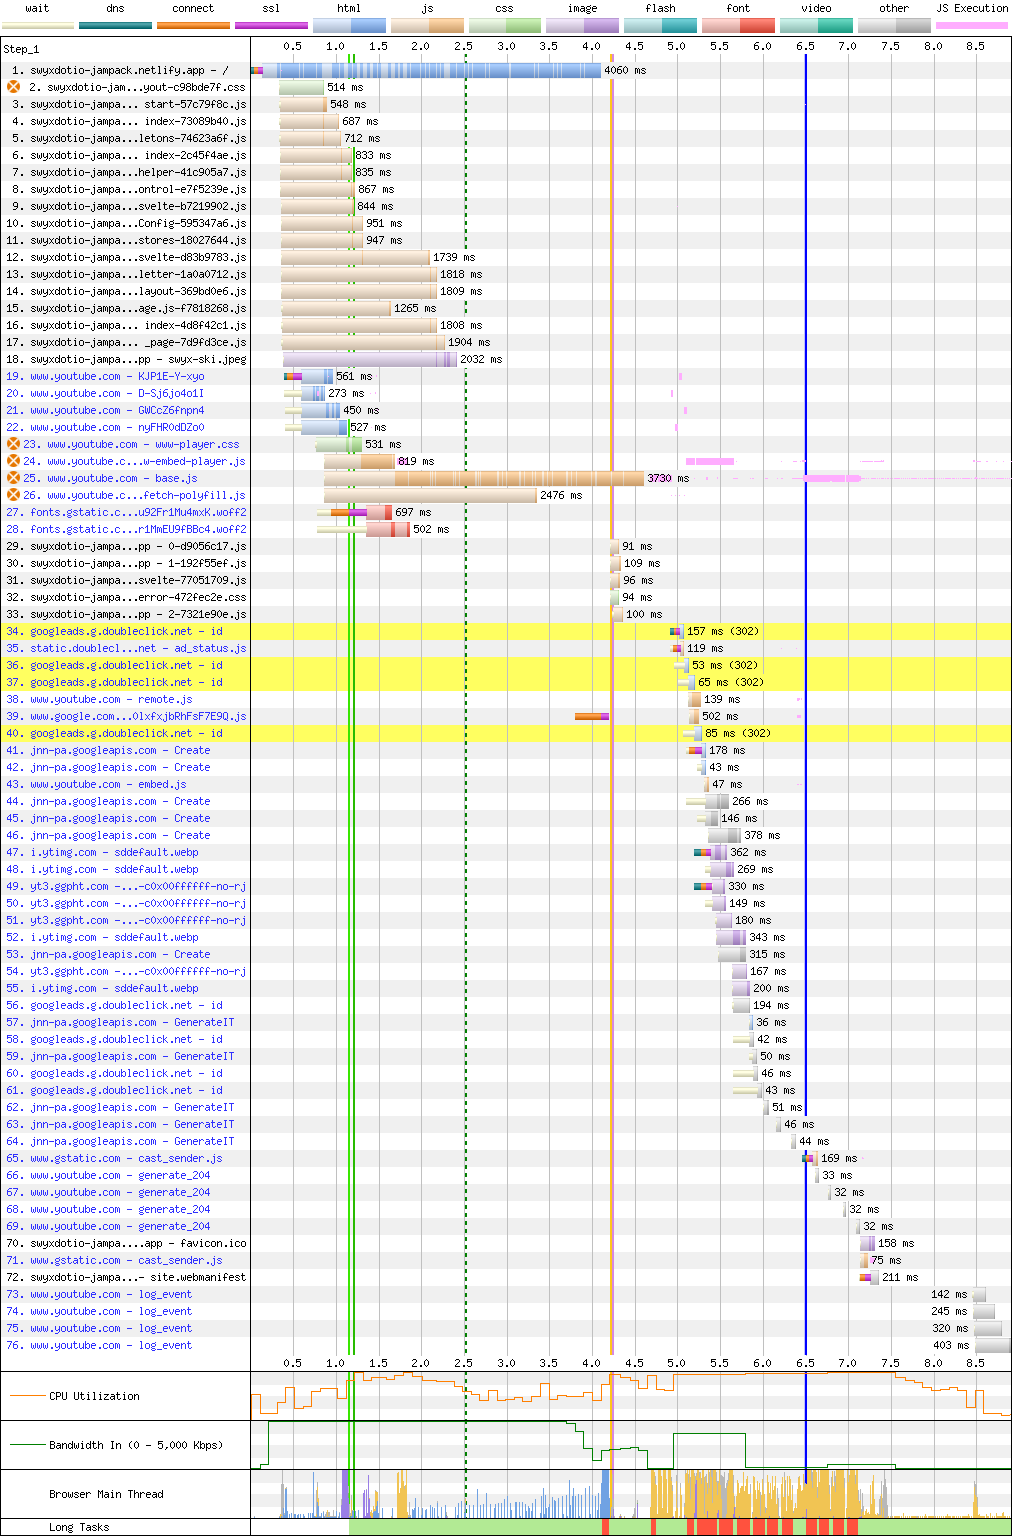 wait dns connect ssl html js css image flash font video other JS Execution
Step_1 0.5 1.0 1.5 2.0 2.5 3.0 3.5 4.0 4.5 5.0 5.5 6.0 6.5 7.0 7.5 8.0 8.5
1. swyxdotio-jampack.netlify.app - / 4060 ms
2. swyxdotio-jam...yout-c98bde7f.css 514 ms
3. swyxdotio-jampa... start-57c79f8c.js 548 ms
4. swyxdotio-jampa... index-73089b40.js 687 ms
5. swyxdotio-jampa...letons-74623a6f.js 712 ms
6. swyxdotio-jampa... index-2c45f4ae.js 833 ms
7. swyxdotio-jampa...helper-41c905a7.js 835 ms
8. swyxdotio-jampa...ontrol-e7f5239e.js 867 ms
9. swyxdotio-jampa...svelte-b7219902.js 844 ms
10. swyxdotio-jampa...Config-595347a6.js 951 ms
11. swyxdotio-jampa...stores-18027644.js 947 ms
12. swyxdotio-jampa...svelte-d83b9783.js 1739 ms
13. swyxdotio-jampa...letter-1a0a0712.js 1818 ms
14. swyxdotio-jampa...layout-369bd0e6.js 1809 ms
15. swyxdotio-jampa...age.js-f7818268.js 1265 ms
16. swyxdotio-jampa... index-4d8f42c1.js 1808 ms
17. swyxdotio-jampa... _page-7d9fd3ce.js 1904 ms
18. swyxdotio-jampa...pp - swyx-ski.jpeg 2032 ms
19. www.youtube.com - KJP1E-Y-xyo 561 ms
20. www.youtube.com - D-Sj6jo4o1I 273 ms
21. www.youtube.com - GWCcZ6fnpn4 450 ms
22. www.youtube.com - nyFHR0dDZo0 527 ms
23. www.youtube.com - www-player.css 531 ms
24. www.youtube.c...w-embed-player.js 819 ms
25. www.youtube.com - base.js 3730 ms
26. www.youtube.c...fetch-polyfill.js 2476 ms
27. fonts.gstatic.c...u92Fr1Mu4mxK.woff2 697 ms
28. fonts.gstatic.c...r1MmEU9fBBc4.woff2 502 ms
29. swyxdotio-jampa...pp - 0-d9056c17.js 91 ms
30. swyxdotio-jampa...pp - 1-192f55ef.js 109 ms
31. swyxdotio-jampa...svelte-77051709.js 96 ms
32. swyxdotio-jampa...error-472fec2e.css 94 ms
33. swyxdotio-jampa...pp - 2-7321e90e.js 100 ms
34. googleads.g.doubleclick.net - id 157 ms (302)
35. static.doublecl...net - ad_status.js 119 ms
36. googleads.g.doubleclick.net - id 53 ms (302)
37. googleads.g.doubleclick.net - id 65 ms (302)
38. www.youtube.com - remote.js 139 ms
39. www.google.com...0lxfxjbRhFsF7E9Q.js 502 ms
40. googleads.g.doubleclick.net - id 85 ms (302)
41. jnn-pa.googleapis.com - Create 178 ms
42. jnn-pa.googleapis.com - Create 43 ms
43. www.youtube.com - embed.js 47 ms
44. jnn-pa.googleapis.com - Create 266 ms
45. jnn-pa.googleapis.com - Create 146 ms
46. jnn-pa.googleapis.com - Create 378 ms
47. i.ytimg.com - sddefault.webp 362 ms
48. i.ytimg.com - sddefault.webp 269 ms
49. yt3.ggpht.com -...-c0x00ffffff-no-rj 330 ms
50. yt3.ggpht.com -...-c0x00ffffff-no-rj 149 ms
51. yt3.ggpht.com -...-c0x00ffffff-no-rj 180 ms
52. i.ytimg.com - sddefault.webp 343 ms
53. jnn-pa.googleapis.com - Create 315 ms
54. yt3.ggpht.com -...-c0x00ffffff-no-rj 167 ms
55. i.ytimg.com - sddefault.webp 200 ms
56. googleads.g.doubleclick.net - id 194 ms
57. jnn-pa.googleapis.com - GenerateIT 36 ms
58. googleads.g.doubleclick.net - id 42 ms
59. jnn-pa.googleapis.com - GenerateIT 50 ms
60. googleads.g.doubleclick.net - id 46 ms
61. googleads.g.doubleclick.net - id 43 ms
62. jnn-pa.googleapis.com - GenerateIT 51 ms
63. jnn-pa.googleapis.com - GenerateIT 46 ms
64. jnn-pa.googleapis.com - GenerateIT 44 ms
65. www.gstatic.com - cast_sender.js 169 ms
66. www.youtube.com - generate_204 33 ms
67. www.youtube.com - generate_204 32 ms
68. www.youtube.com - generate_204 32 ms
69. www.youtube.com - generate_204 32 ms
70. swyxdotio-jampa....app - favicon.ico 158 ms
71. www.gstatic.com - cast_sender.js 75 ms
72. swyxdotio-jampa...- site.webmanifest 211 ms
73. www.youtube.com - log_event 142 ms
74. www.youtube.com - log_event 245 ms
75. www.youtube.com - log_event 320 ms
76. www.youtube.com - log_event 403 ms
0.5 1.0 1.5 2.0 2.5 3.0 3.5 4.0 4.5 5.0 5.5 6.0 6.5 7.0 7.5 8.0 8.5
CPU Utilization
Bandwidth In (0 - 5,000 Kbps)
Browser Main Thread
Long Tasks